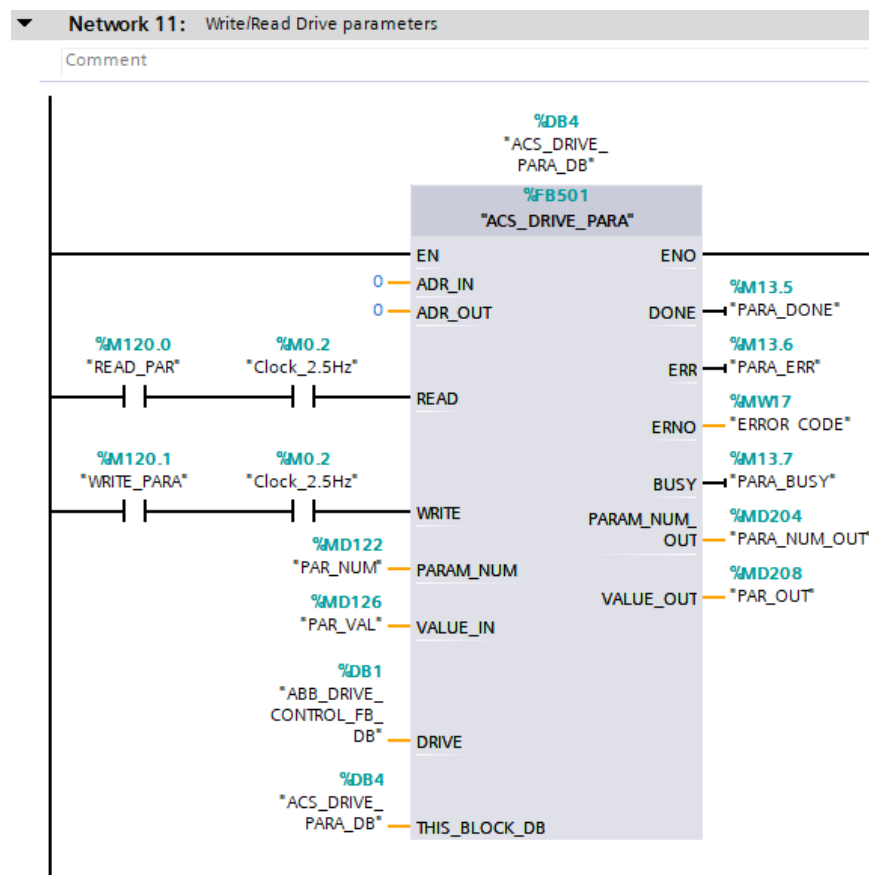 Network 11: Write/Read Drive parameters
Comment
%DB4
"ACS_DRIVE_
PARA_DB"
%FB501
"ACS_DRIVE_PARA"
EN ENO
0 ADR_IN
%M13.5
0 ADR_OUT DONE "PARA_DONE"
%M120.0 %M0.2 %M13.6
"READ_PAR" "Clock_2.5Hz" ERR "PARA_ERR"
READ %MW17
ERNO "ERROR CODE"
%M120.1 %M0.2 %M13.7
"WRITE_PARA" "Clock_2.5Hz" BUSY "PARA_BUSY"
WRITE PARAM_NUM_ %MD204
OUT "PARA_NUM_OUT"
%MD122
"PAR_NUM" PARAM_NUM %MD208
VALUE_OUT "PAR_OUT"
%MD126
"PAR_VAL" VALUE_IN
%DB1
"ABB_DRIVE_
CONTROL_FB_
DB" DRIVE
%DB4
"ACS_DRIVE_
PARA_DB" THIS_BLOCK_DB